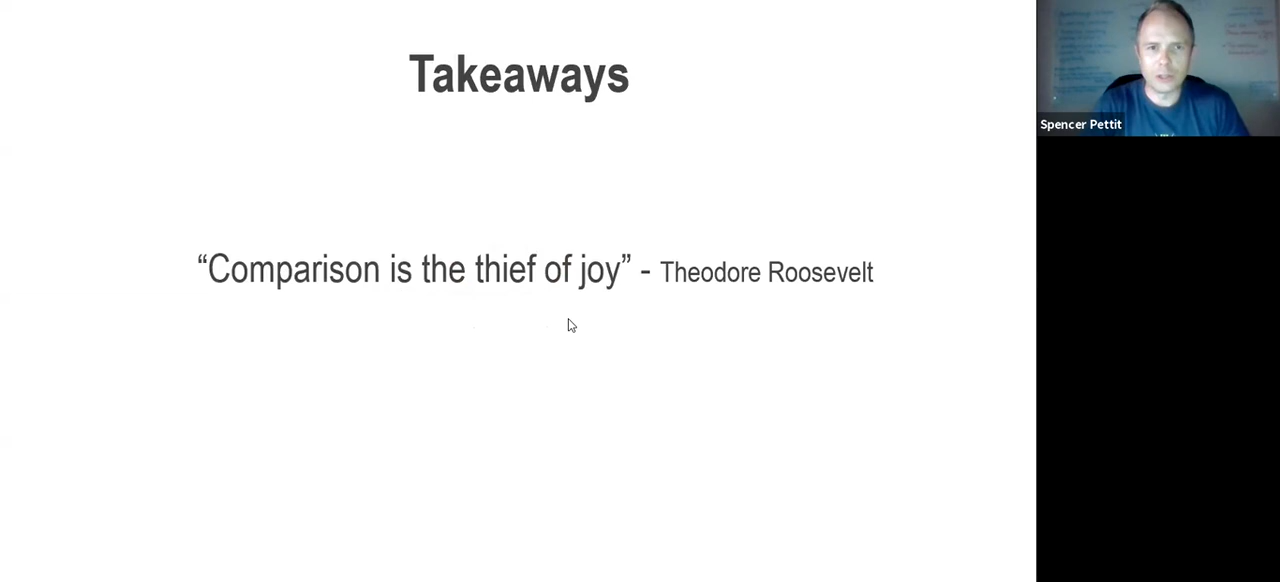 Takeaways
“Comparison is the thief of joy” - Theodore Roosevelt
Spencer Pettit